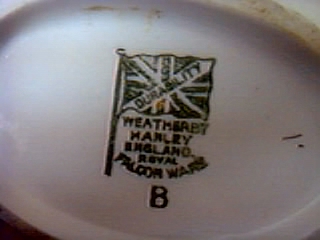 DURABILITY
WEATHERBY
HANLEY
ENGLAND
ROYAL
FALCON WARE
B